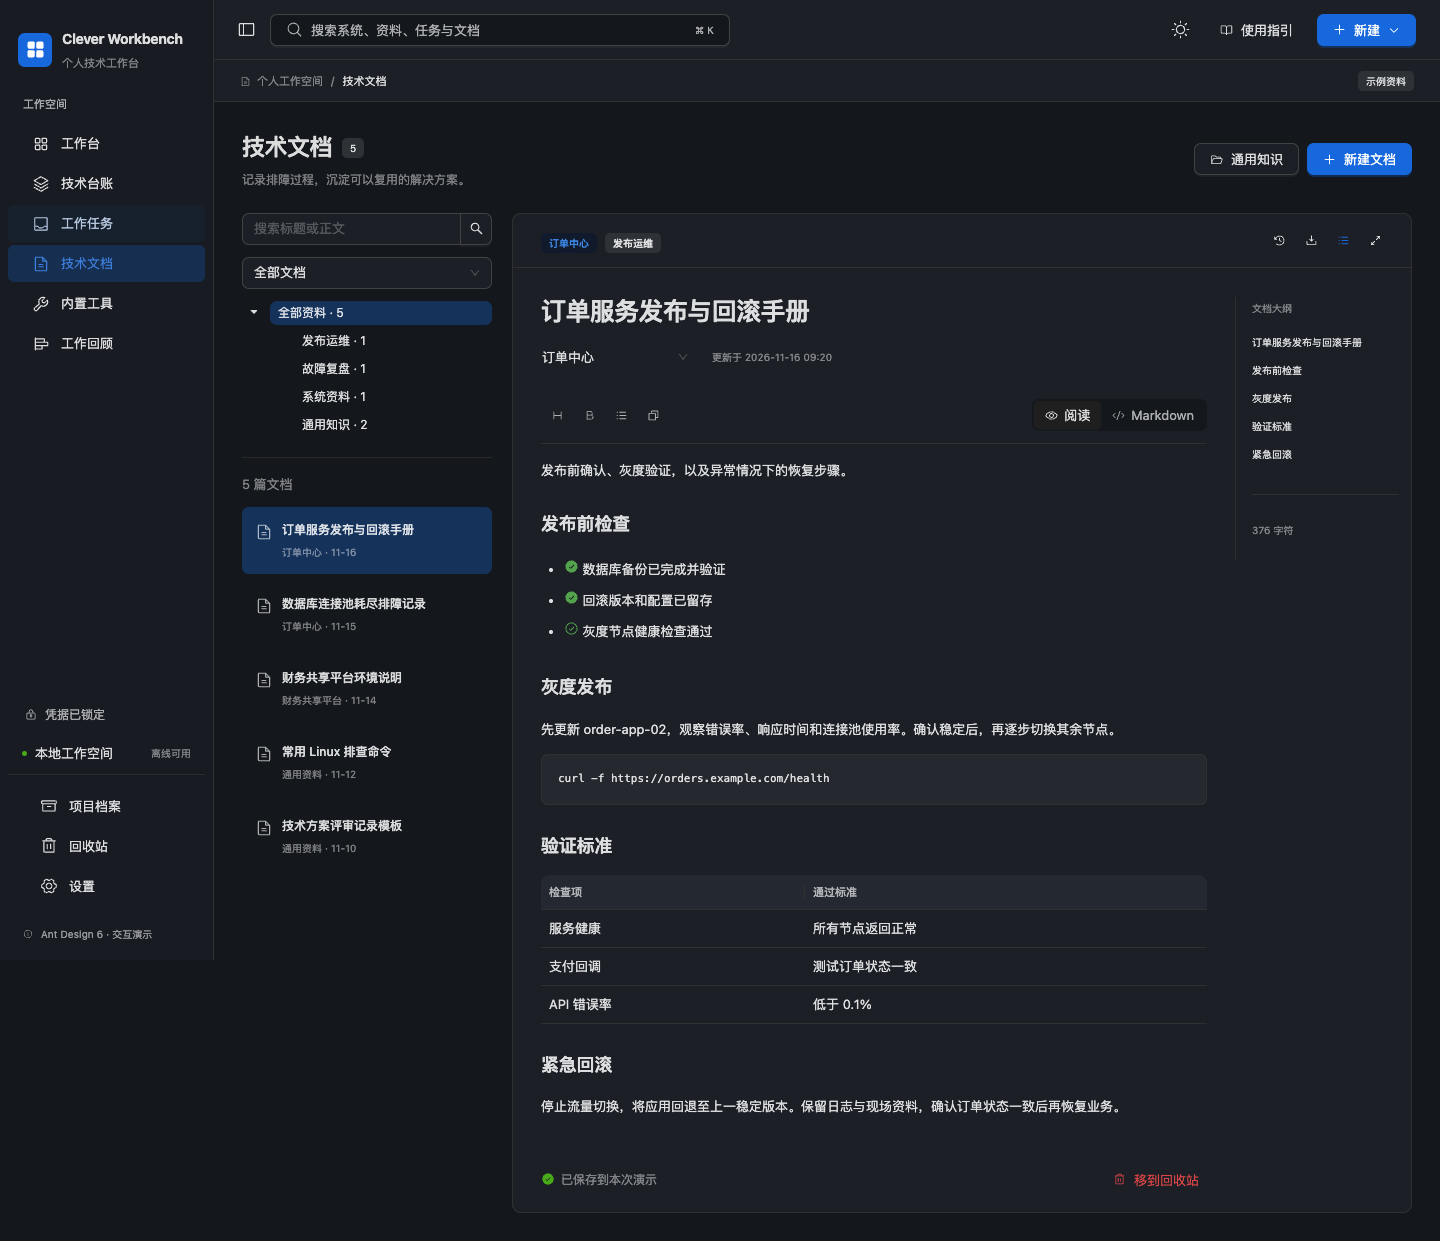 Clever Workbench
个人技术工作台
搜索系统、资料、任务与文档
⌘ K
使用指引
新建
工作空间
个人工作空间 / 技术文档
示例资料
工作台
技术台账
工作任务
技术文档
内置工具
工作回顾
凭据已锁定
本地工作空间
离线可用
项目档案
回收站
设置
Ant Design 6 · 交互演示
技术文档
5
记录排障过程，沉淀可以复用的解决方案。
通用知识
新建文档
搜索标题或正文
全部文档
全部资料 · 5
发布运维 · 1
故障复盘 · 1
系统资料 · 1
通用知识 · 2
5 篇文档
订单服务发布与回滚手册
订单中心 · 11-16
数据库连接池耗尽排障记录
订单中心 · 11-15
财务共享平台环境说明
财务共享平台 · 11-14
常用 Linux 排查命令
通用资料 · 11-12
技术方案评审记录模板
通用资料 · 11-10
订单中心
发布运维
订单服务发布与回滚手册
订单中心
更新于 2026-11-16 09:20
H
B
阅读
Markdown
发布前确认、灰度验证，以及异常情况下的恢复步骤。
发布前检查
数据库备份已完成并验证
回滚版本和配置已留存
灰度节点健康检查通过
灰度发布
先更新 order-app-02，观察错误率、响应时间和连接池使用率。确认稳定后，再逐步切换其余节点。
curl -f https://orders.example.com/health
验证标准
检查项 通过标准
服务健康 所有节点返回正常
支付回调 测试订单状态一致
API 错误率 低于 0.1%
紧急回滚
停止流量切换，将应用回退至上一稳定版本。保留日志与现场资料，确认订单状态一致后再恢复业务。
已保存到本次演示
移到回收站
文档大纲
订单服务发布与回滚手册
发布前检查
灰度发布
验证标准
紧急回滚
376 字符